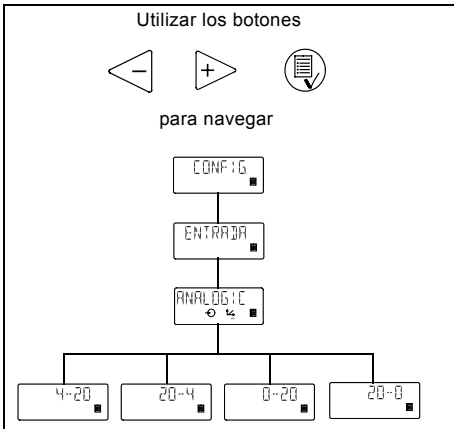 Utilizar los botones
- +
para navegar
CONFIG
ENTRADA
ANALOGIC
4-20 20-4 0-20 20-0